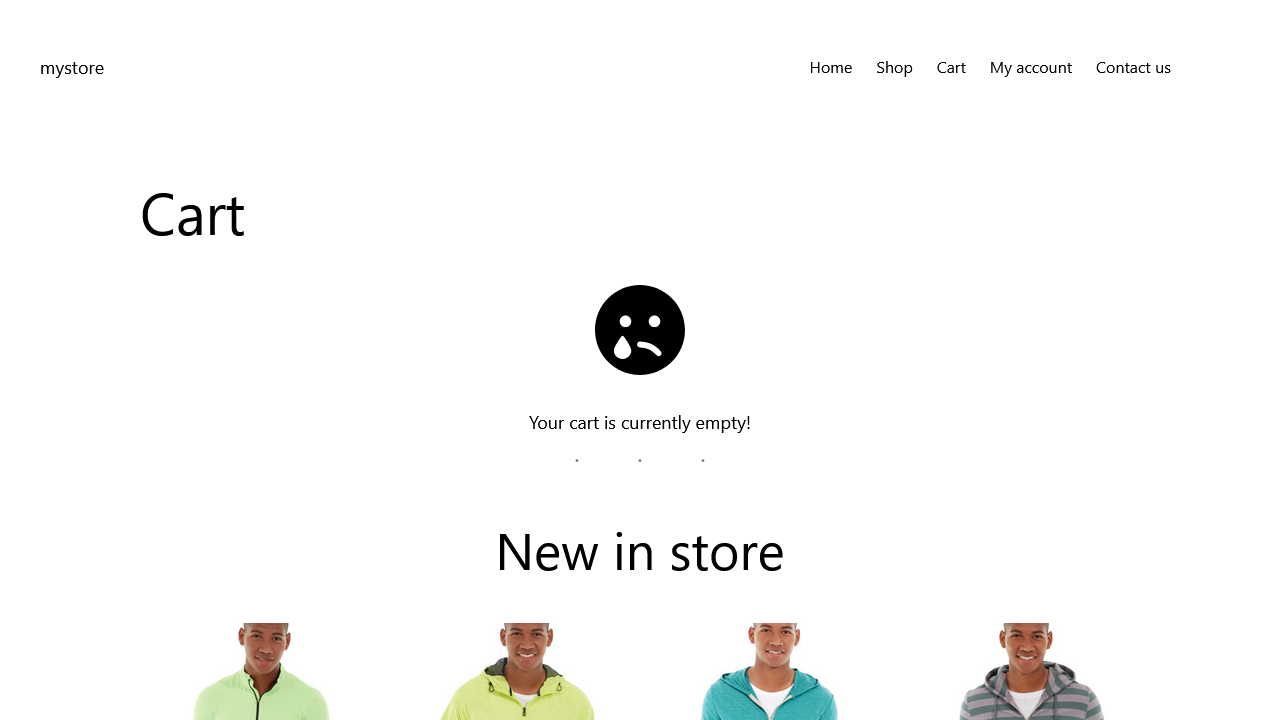 mystore
Home Shop Cart My account Contact us
Cart
Your cart is currently empty!
New in store